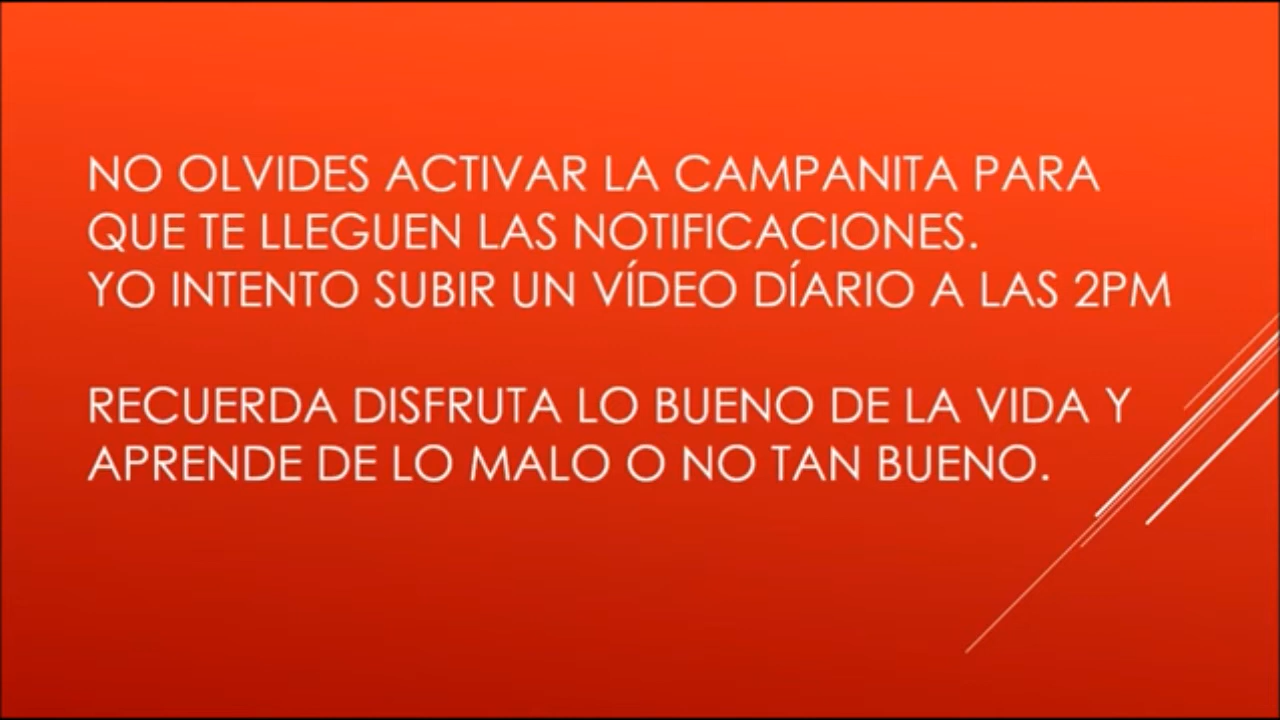 NO OLVIDES ACTIVAR LA CAMPANITA PARA
QUE TE LLEGUEN LAS NOTIFICACIONES.
YO INTENTO SUBIR UN VÍDEO DÍARIO A LAS 2PM
RECUERDA DISFRUTA LO BUENO DE LA VIDA Y
APRENDE DE LO MALO O NO TAN BUENO.